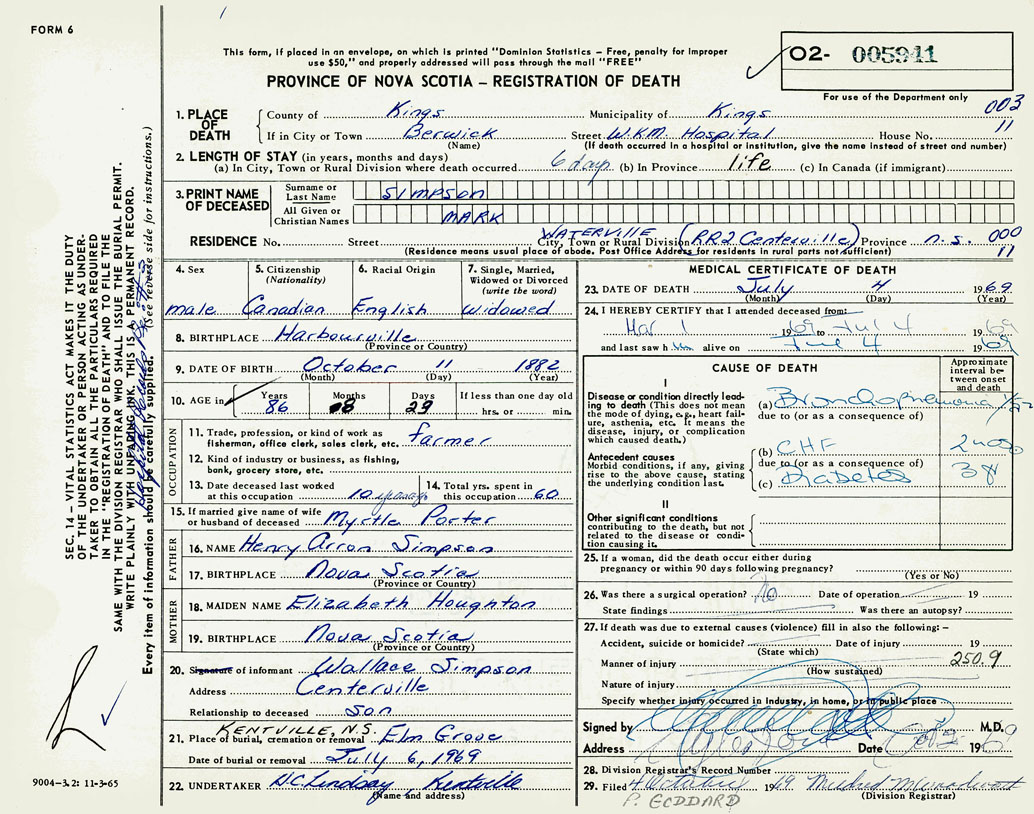 FORM 6
This form, if placed in an envelope, on which is printed "Dominion Statistics – Free, penalty for improper
use $50," and properly addressed will pass through the mail "FREE"
PROVINCE OF NOVA SCOTIA – REGISTRATION OF DEATH
O2- 005941
For use of the Department only
003
11
1. PLACE OF DEATH
County of Kings Municipality of Kings
If in City or Town Berwick Street W.K.M. Hospital House No.
(Name) (If death occurred in a hospital or institution, give the name instead of street and number)
2. LENGTH OF STAY (in years, months and days)
(a) In City, Town or Rural Division where death occurred 6 days (b) In Province life (c) In Canada (if immigrant)
3. PRINT NAME OF DECEASED
Surname or Last Name SIMPSON
All Given or Christian Names MARK
WATERVILLE
RESIDENCE No. Street City, Town or Rural Division (RR2 Centerville) Province n.s. 000
(Residence means usual place of abode. Post Office Address for residents in rural parts not sufficient) 11
4. Sex
male
5. Citizenship
(Nationality)
Canadian
6. Racial Origin
English
7. Single, Married,
Widowed or Divorced
(write the word)
widowed
8. BIRTHPLACE Harbourville
(Province or Country)
9. DATE OF BIRTH October 11 1882
(Month) (Day) (Year)
10. AGE in Years Months Days If less than one day old
86 8 23 hrs. or min.
OCCUPATION
11. Trade, profession, or kind of work as
fisherman, office clerk, sales clerk, etc. farmer
12. Kind of industry or business, as fishing,
bank, grocery store, etc.
13. Date deceased last worked
at this occupation 10 yrs ago
14. Total yrs. spent in
this occupation 60
15. If married give name of wife
or husband of deceased Myrtle Porter
FATHER
16. NAME Henry Arron Simpson
17. BIRTHPLACE Nova Scotia
(Province or Country)
MOTHER
18. MAIDEN NAME Elizabeth Houghton
19. BIRTHPLACE Nova Scotia
(Province or Country)
20. Signature of informant Wallace Simpson
Address Centerville
Relationship to deceased son
KENTVILLE, N.S.
21. Place of burial, cremation or removal Elm Grove
Date of burial or removal July 6, 1969
22. UNDERTAKER W.C. Lindsay, Kentville
(Name and address)
MEDICAL CERTIFICATE OF DEATH
23. DATE OF DEATH July 4 1969
(Month) (Day) (Year)
24. I HEREBY CERTIFY that I attended deceased from:
Mar 1 1969 to Jul 4 1969
and last saw him alive on Jul 4 1969
CAUSE OF DEATH
Approximate interval between onset and death
I
Disease or condition directly leading to death (This does not mean the mode of dying, e.g., heart failure, asthenia, etc. It means the disease, injury, or complication which caused death.)
(a) Bronchopneumonia
due to (or as a consequence of)
Antecedent causes
Morbid conditions, if any, giving rise to the above cause, stating the underlying condition last.
(b) CHF
due to (or as a consequence of)
(c) Diabetes
II
Other significant conditions
contributing to the death, but not
related to the disease or condition causing it.
25. If a woman, did the death occur either during
pregnancy or within 90 days following pregnancy?
(Yes or No)
26. Was there a surgical operation? No Date of operation 19
State findings Was there an autopsy?
27. If death was due to external causes (violence) fill in also the following:–
Accident, suicide or homicide? Date of injury 19
(State which)
Manner of injury 250.9
(How sustained)
Nature of injury
Specify whether injury occurred in industry, in home, or in public place
Signed by M.D.
Address Date 1969
28. Division Registrar's Record Number
29. Filed 1969 Mildred
(Division Registrar)
P. GODDARD
SEC. 14 – VITAL STATISTICS ACT MAKES IT THE DUTY
OF THE UNDERTAKER OR PERSON ACTING AS UNDER-
TAKER TO OBTAIN ALL THE PARTICULARS REQUIRED
IN THE "REGISTRATION OF DEATH" AND TO FILE THE
SAME WITH THE DIVISION REGISTRAR WHO SHALL ISSUE THE BURIAL PERMIT.
WRITE PLAINLY WITH UNFADING INK. THIS IS A PERMANENT RECORD.
Every item of information should be carefully supplied. (See reverse side for instructions.)
9004–3.2: 11-3-65